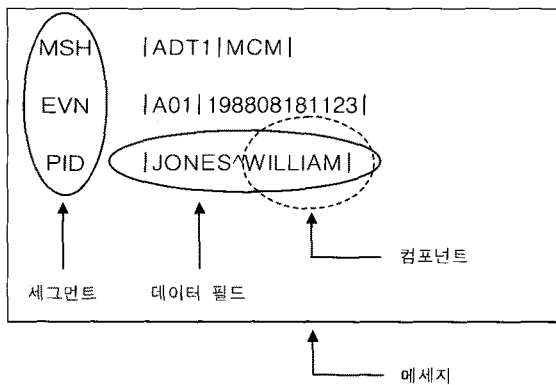 MSH |ADT1|MCM|
EVN |A01|198808181123|
PID |JONES^WILLIAM|
컴포넌트
세그먼트 데이터 필드
메세지